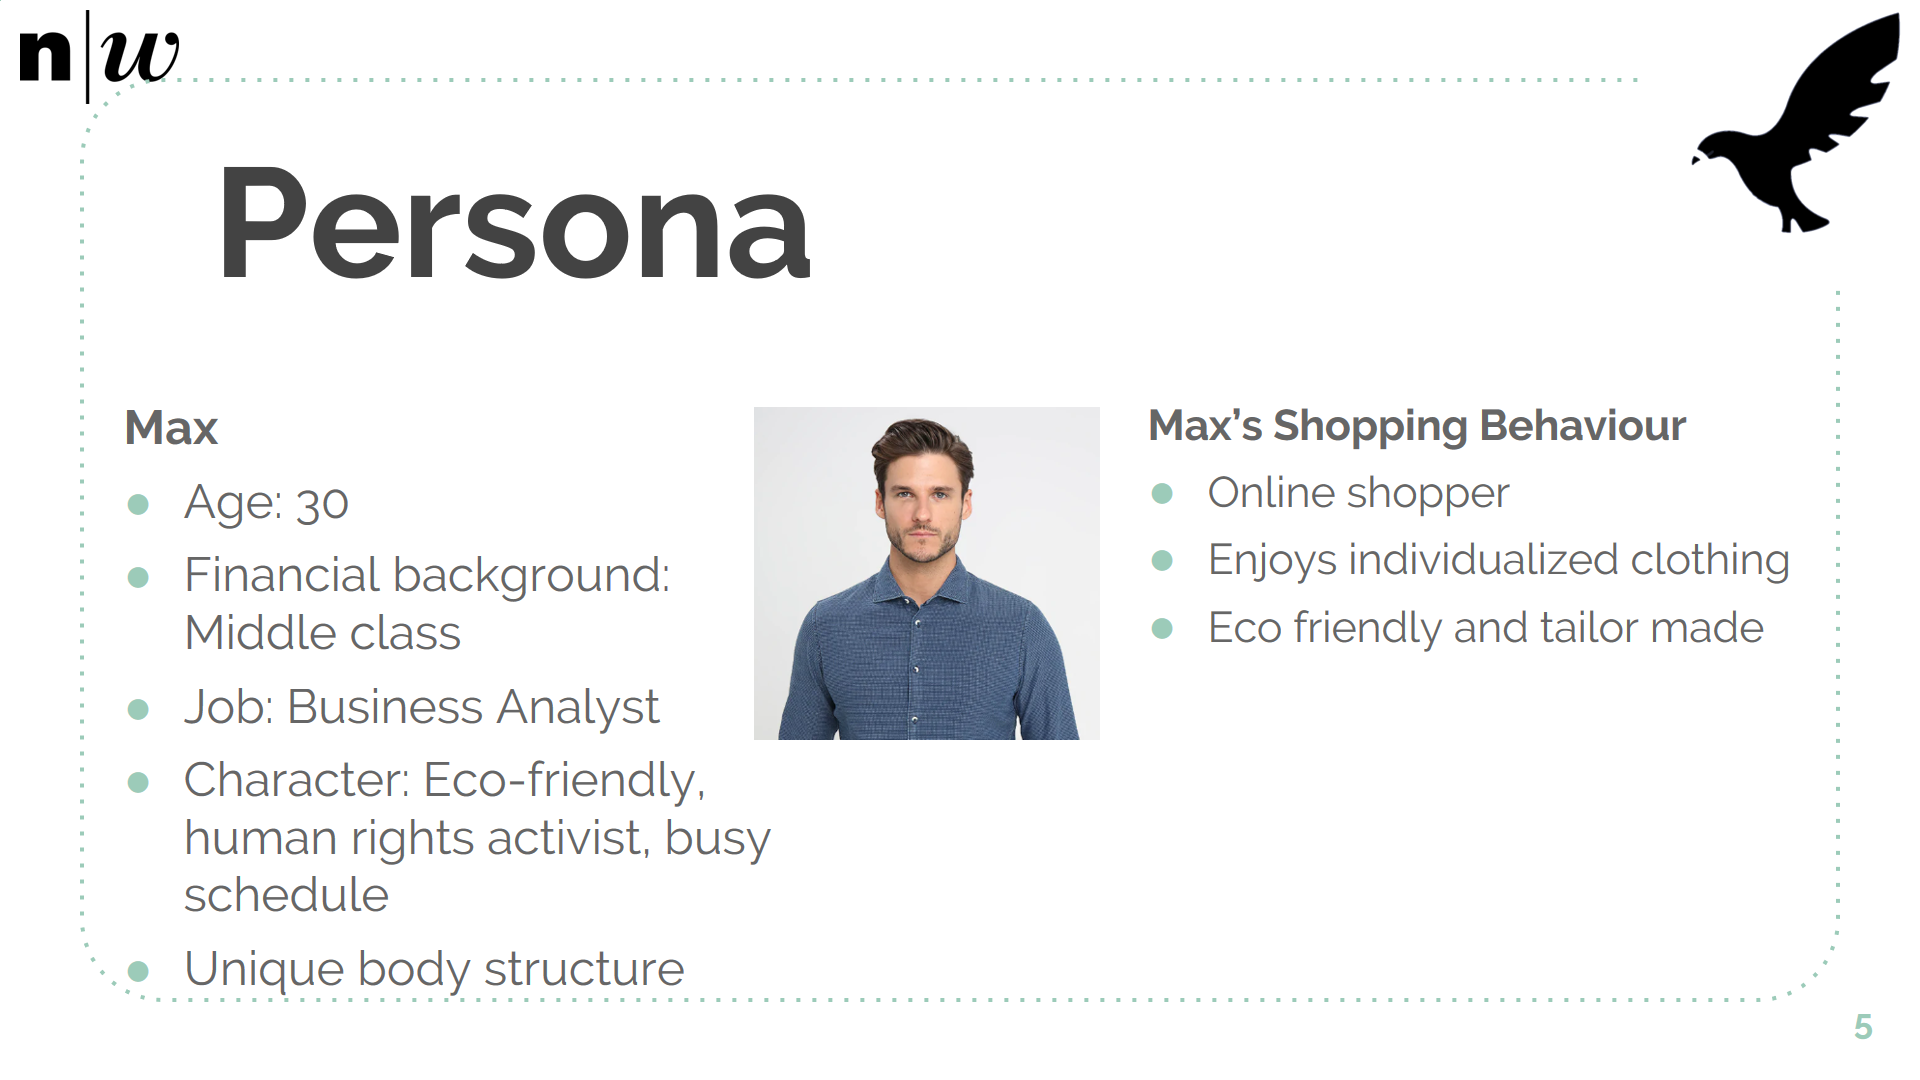 n|w
Persona
Max
● Age: 30
● Financial background:
Middle class
● Job: Business Analyst
● Character: Eco-friendly,
human rights activist, busy
schedule
● Unique body structure
Max’s Shopping Behaviour
● Online shopper
● Enjoys individualized clothing
● Eco friendly and tailor made
5